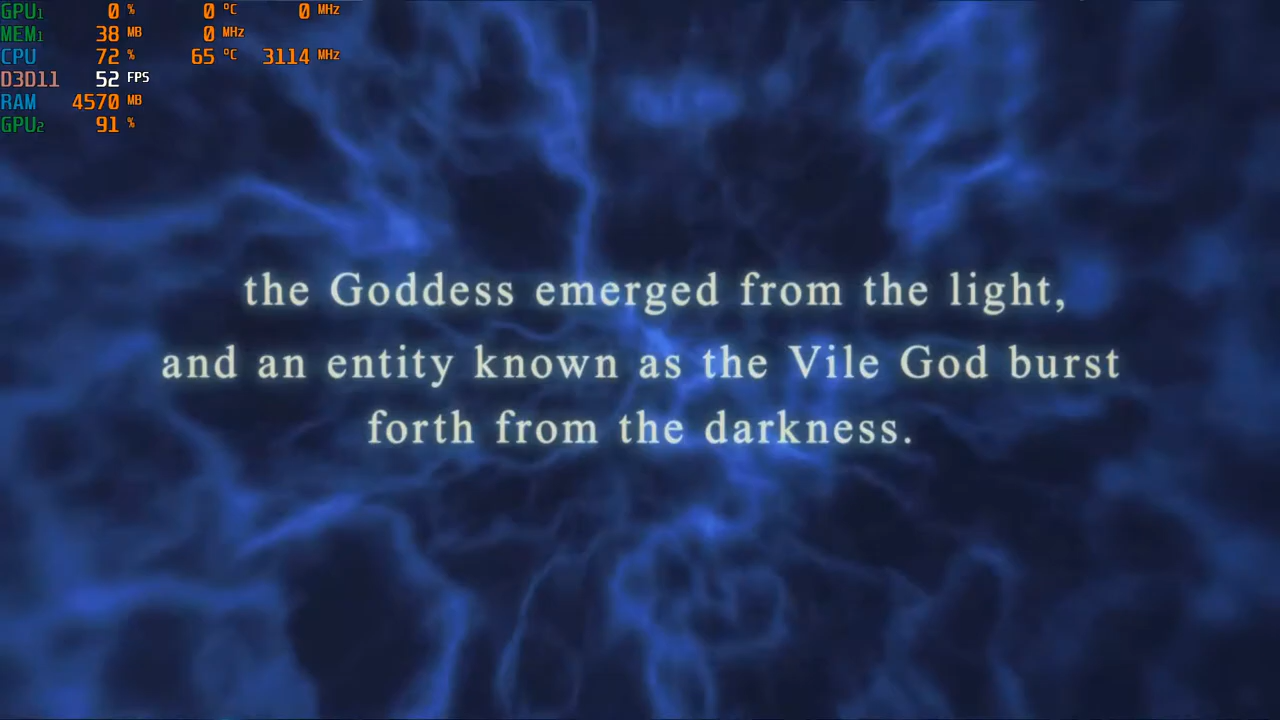 GPU1 0 % 0 °C 0 MHz
MEM1 38 MB 0 MHz
CPU 72 % 65 °C 3114 MHz
D3D11 52 FPS
RAM 4570 MB
GPU2 91 %
the Goddess emerged from the light,
and an entity known as the Vile God burst
forth from the darkness.